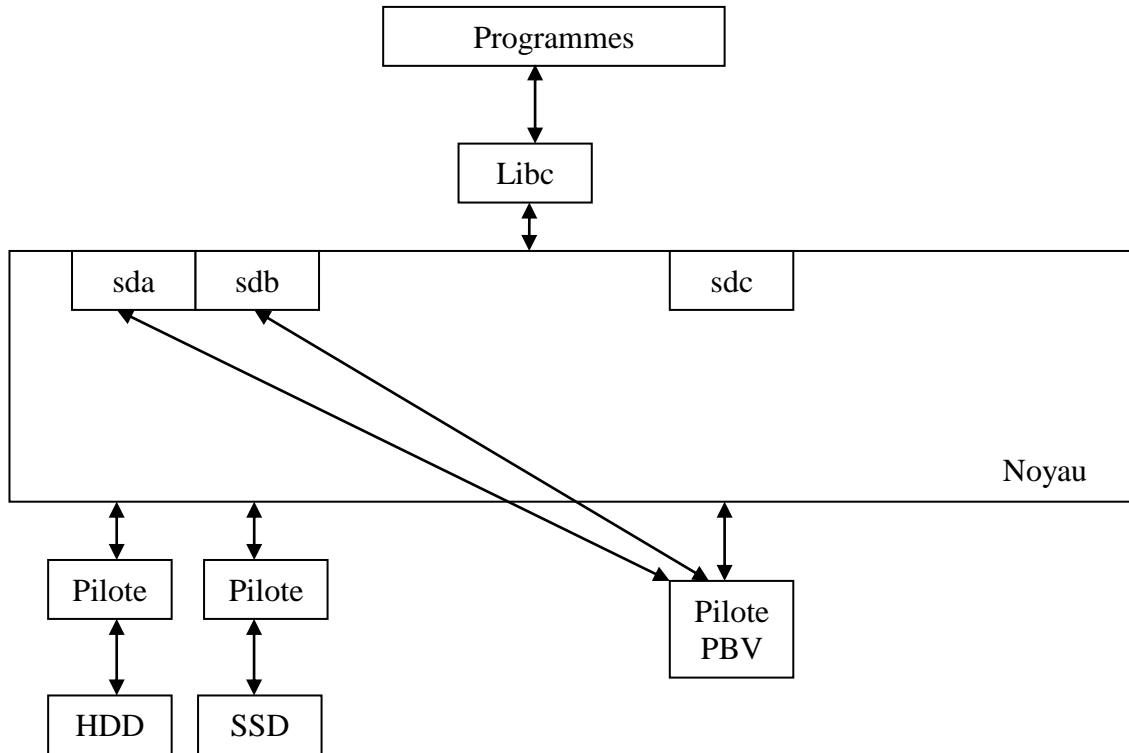 Programmes
Libc
sda
sdb
sdc
Noyau
Pilote
Pilote
Pilote
PBV
HDD
SSD